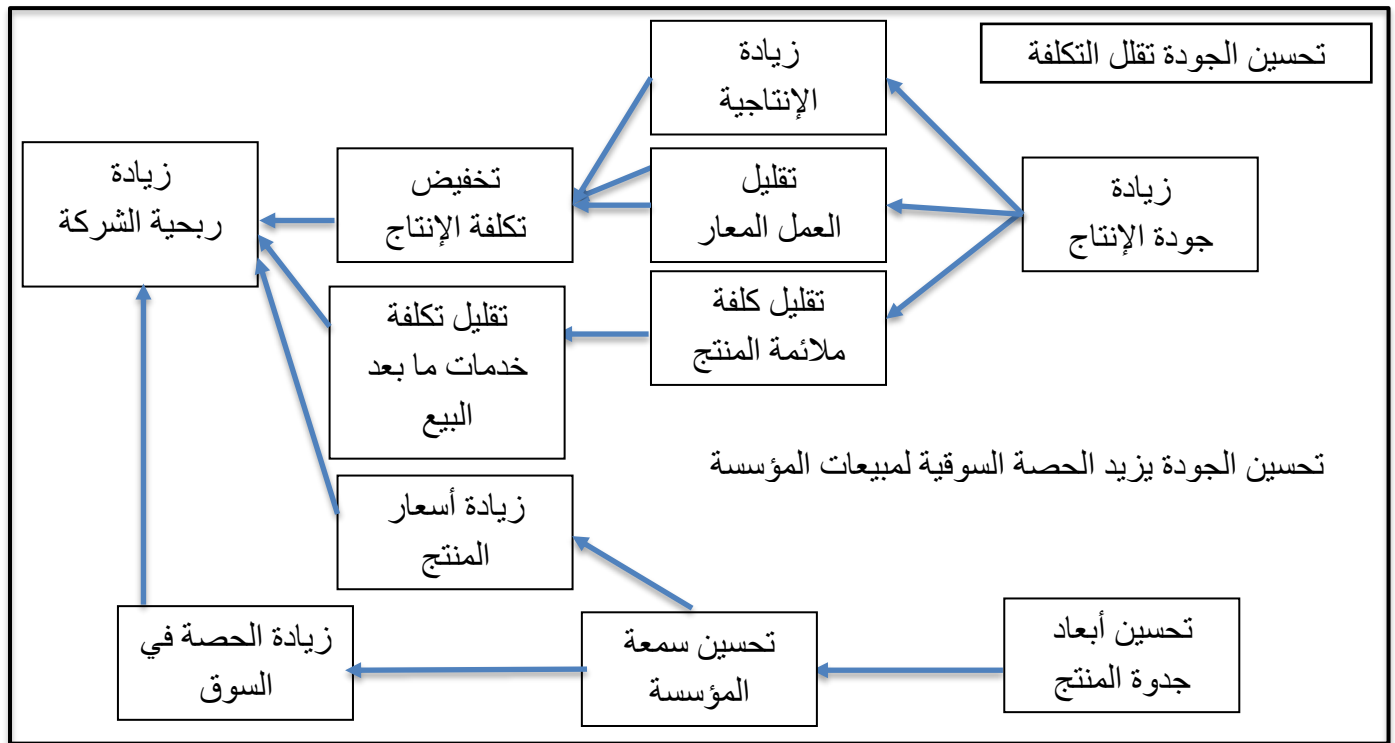 تحسين الجودة تقلل التكلفة
زيادة
جودة الإنتاج
زيادة
الإنتاجية
تقليل
العمل المعار
تقليل كلفة
ملائمة المنتج
تخفيض
تكلفة الإنتاج
تقليل تكلفة
خدمات ما بعد
البيع
زيادة
ربحية الشركة
تحسين الجودة يزيد الحصة السوقية لمبيعات المؤسسة
زيادة أسعار
المنتج
تحسين أبعاد
جدوة المنتج
تحسين سمعة
المؤسسة
زيادة الحصة في
السوق